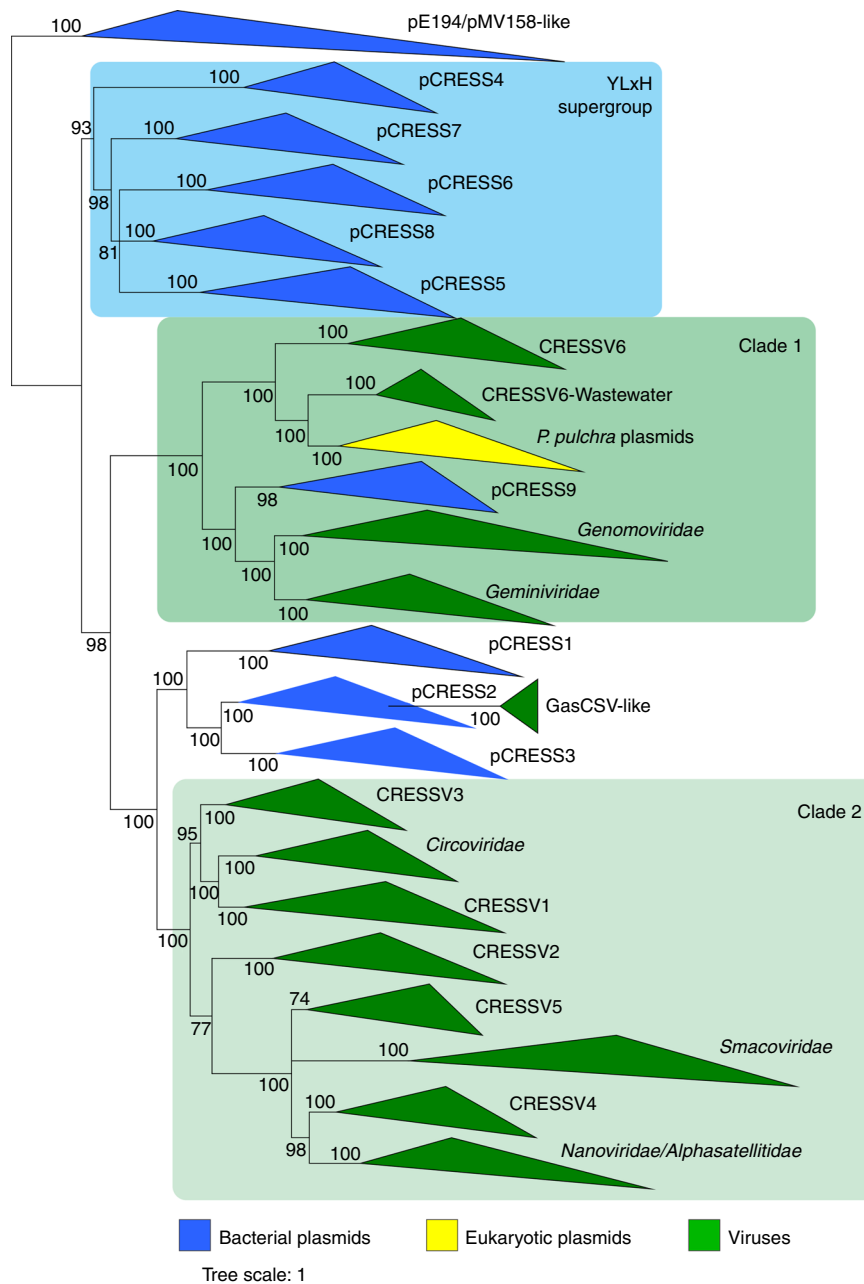 pE194/pMV158-like
100
YLxH
supergroup
pCRESS4
100
93
pCRESS7
100
pCRESS6
100
98
pCRESS8
100
81
pCRESS5
100
Clade 1
CRESSV6
100
CRESSV6-Wastewater
100
100
100
P. pulchra plasmids
100
100
pCRESS9
98
Genomoviridae
100
100
100
Geminiviridae
100
98
pCRESS1
100
100
pCRESS2
100
GasCSV-like
100
100
pCRESS3
100
100
Clade 2
CRESSV3
100
95
Circoviridae
100
100
CRESSV1
100
100
CRESSV2
100
77
CRESSV5
74
Smacoviridae
100
100
CRESSV4
100
98
Nanoviridae/Alphasatellitidae
100
Bacterial plasmids
Eukaryotic plasmids
Viruses
Tree scale: 1